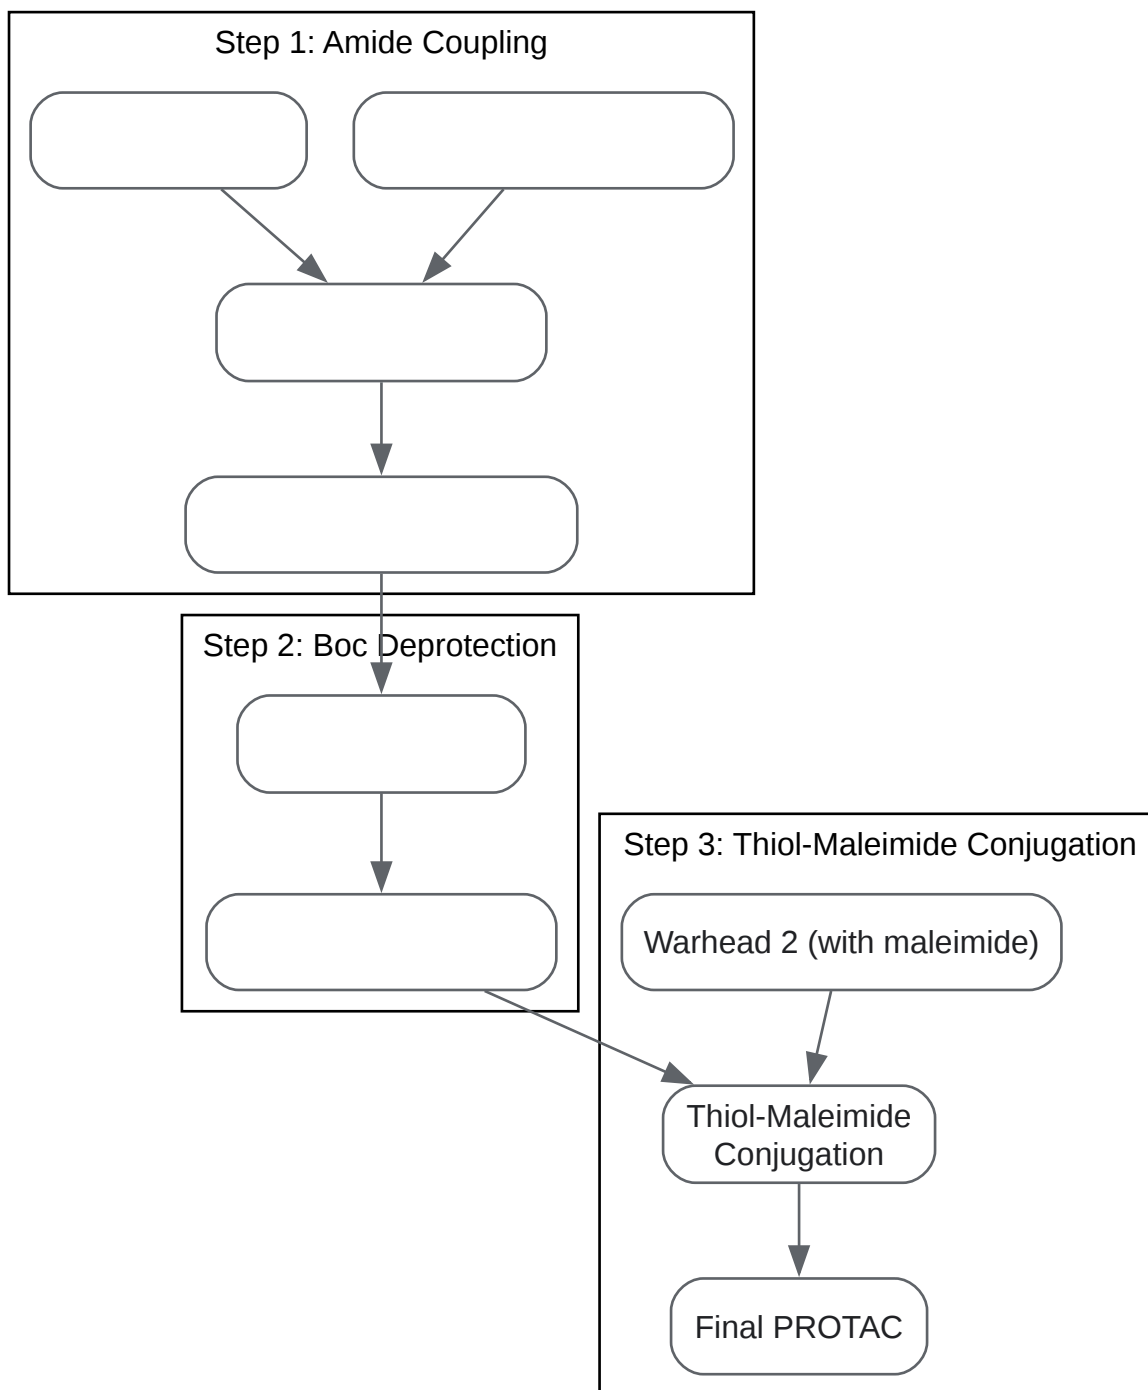 Step 1: Amide Coupling
Step 2: Boc Deprotection
Step 3: Thiol-Maleimide Conjugation
Warhead 2 (with maleimide)
Thiol-Maleimide
Conjugation
Final PROTAC